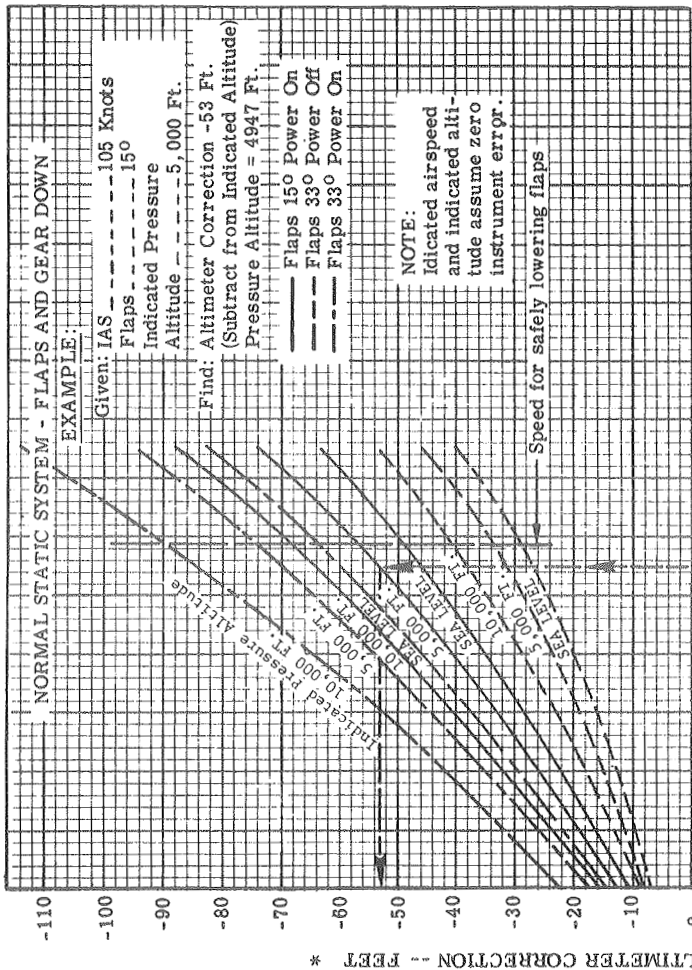 NORMAL STATIC SYSTEM - FLAPS AND GEAR DOWN
EXAMPLE:
Given: IAS - - - - - - - 105 Knots
Flaps - - - - - - - 15°
Indicated Pressure
Altitude - - - - - 5,000 Ft.
Find: Altimeter Correction -53 Ft.
(Subtract from Indicated Altitude)
Pressure Altitude = 4947 Ft.
Flaps 15° Power On
Flaps 33° Power Off
Flaps 33° Power On
NOTE:
Idicated airspeed
and indicated alti-
tude assume zero
instrument error.
Speed for safely lowering flaps
Indicated Pressure Altitude
10,000 FT.
5,000 FT.
10,000 FT.
SEA LEVEL
5,000 FT.
SEA LEVEL
10,000 FT.
5,000 FT.
SEA LEVEL
-110
-100
-90
-80
-70
-60
-50
-40
-30
-20
-10
LTIMETER CORRECTION -- FEET *